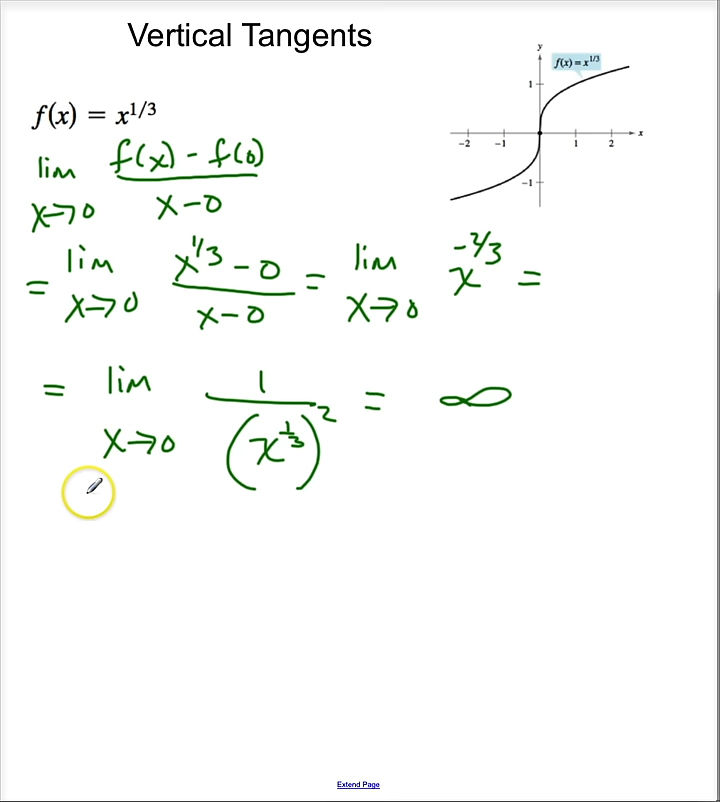 Vertical Tangents
y
f(x) = x^{1/3}
1
x
-2 -1 1 2
-1
f(x) = x^{1/3}
lim x→0 (f(x) - f(0))/(x - 0)
= lim x→0 (x^{1/3} - 0)/(x - 0) = lim x→0 x^{-2/3} =
= lim x→0 1/(x^{1/3})^2 = ∞
Extend Page